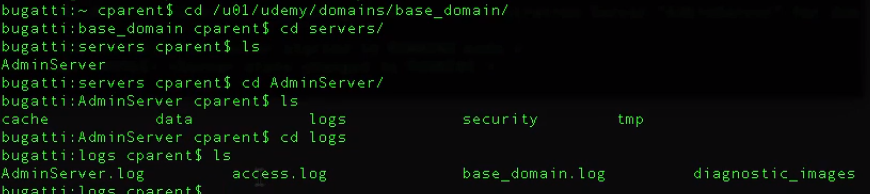 bugatti:~ cparent$ cd /u01/udemy/domains/base_domain/
bugatti:base_domain cparent$ cd servers/
bugatti:servers cparent$ ls
AdminServer
bugatti:servers cparent$ cd AdminServer/
bugatti:AdminServer cparent$ ls
cache data logs security tmp
bugatti:AdminServer cparent$ cd logs
bugatti:logs cparent$ ls
AdminServer.log access.log base_domain.log diagnostic_images
bugatti:logs cparent$